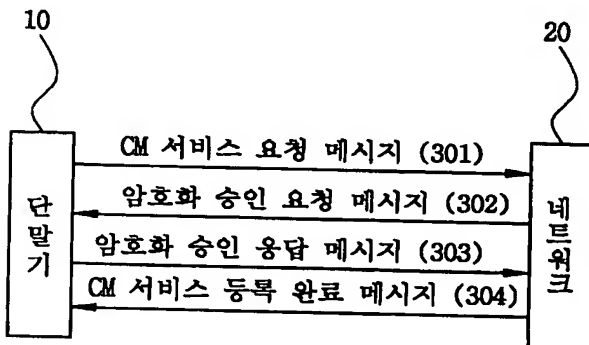 10
20
단말기
네트워크
CM 서비스 요청 메시지 (301)
암호화 승인 요청 메시지 (302)
암호화 승인 응답 메시지 (303)
CM 서비스 등록 완료 메시지 (304)